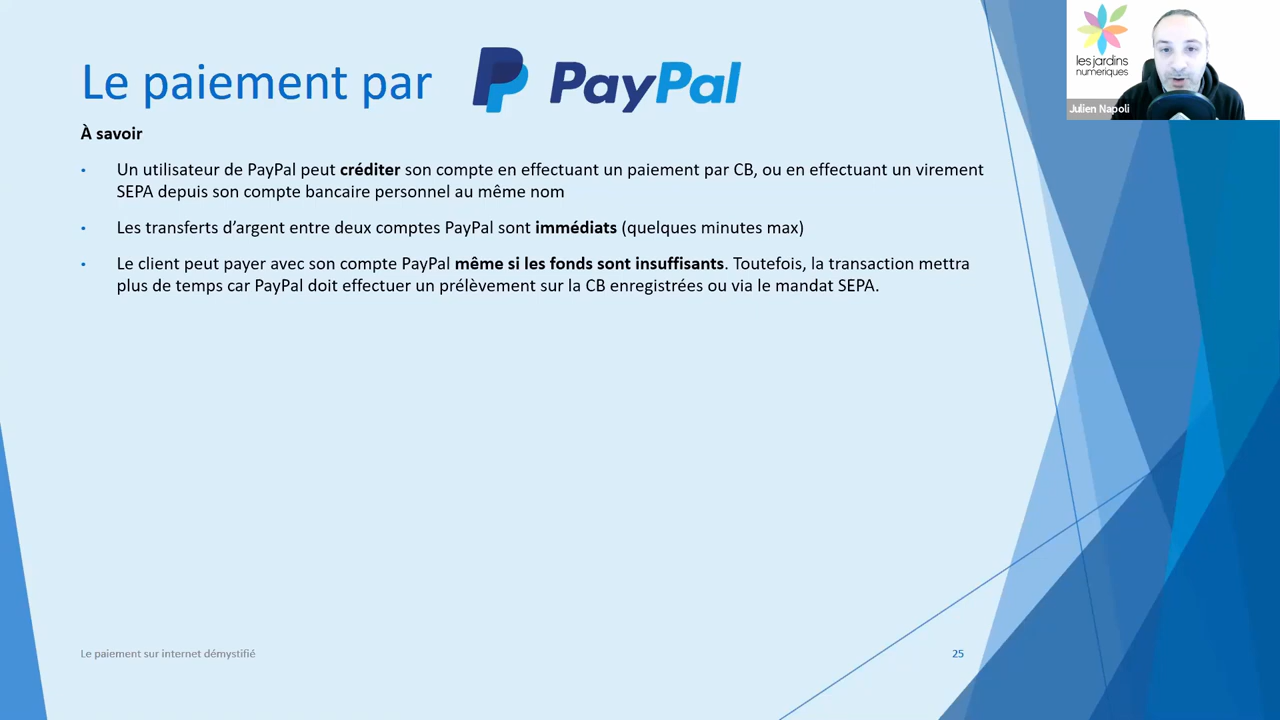 Le paiement par PayPal
les jardins
numeriques
Julien Napoli
À savoir
• Un utilisateur de PayPal peut créditer son compte en effectuant un paiement par CB, ou en effectuant un virement
SEPA depuis son compte bancaire personnel au même nom
• Les transferts d’argent entre deux comptes PayPal sont immédiats (quelques minutes max)
• Le client peut payer avec son compte PayPal même si les fonds sont insuffisants. Toutefois, la transaction mettra
plus de temps car PayPal doit effectuer un prélèvement sur la CB enregistrées ou via le mandat SEPA.
Le paiement sur internet démystifié
25